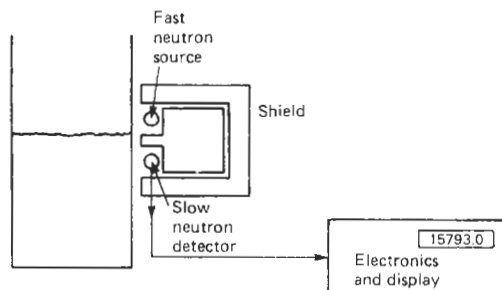 Fast
neutron
source
Shield
Slow
neutron
detector
15793.0
Electronics
and display